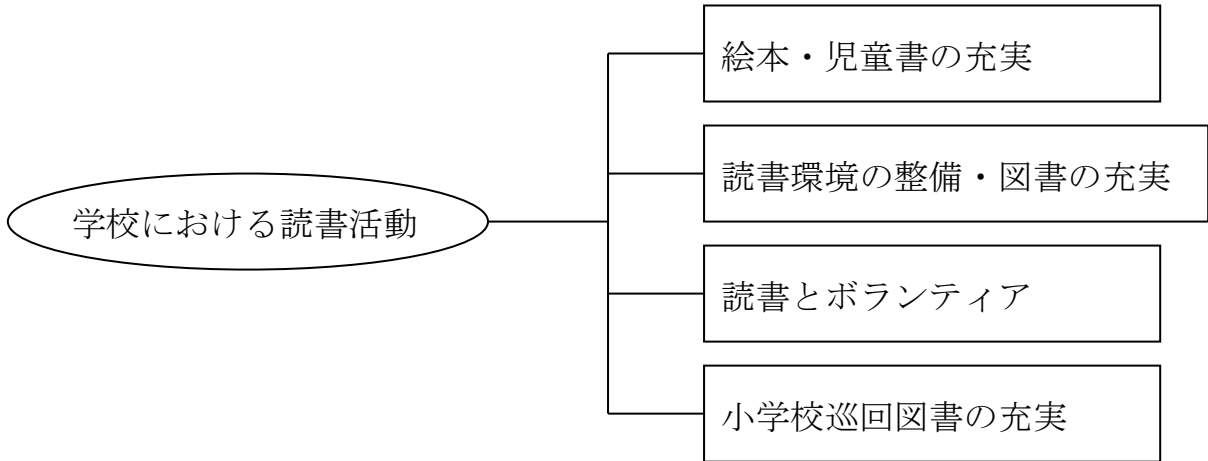 絵本・児童書の充実
読書環境の整備・図書の充実
学校における読書活動
読書とボランティア
小学校巡回図書の充実